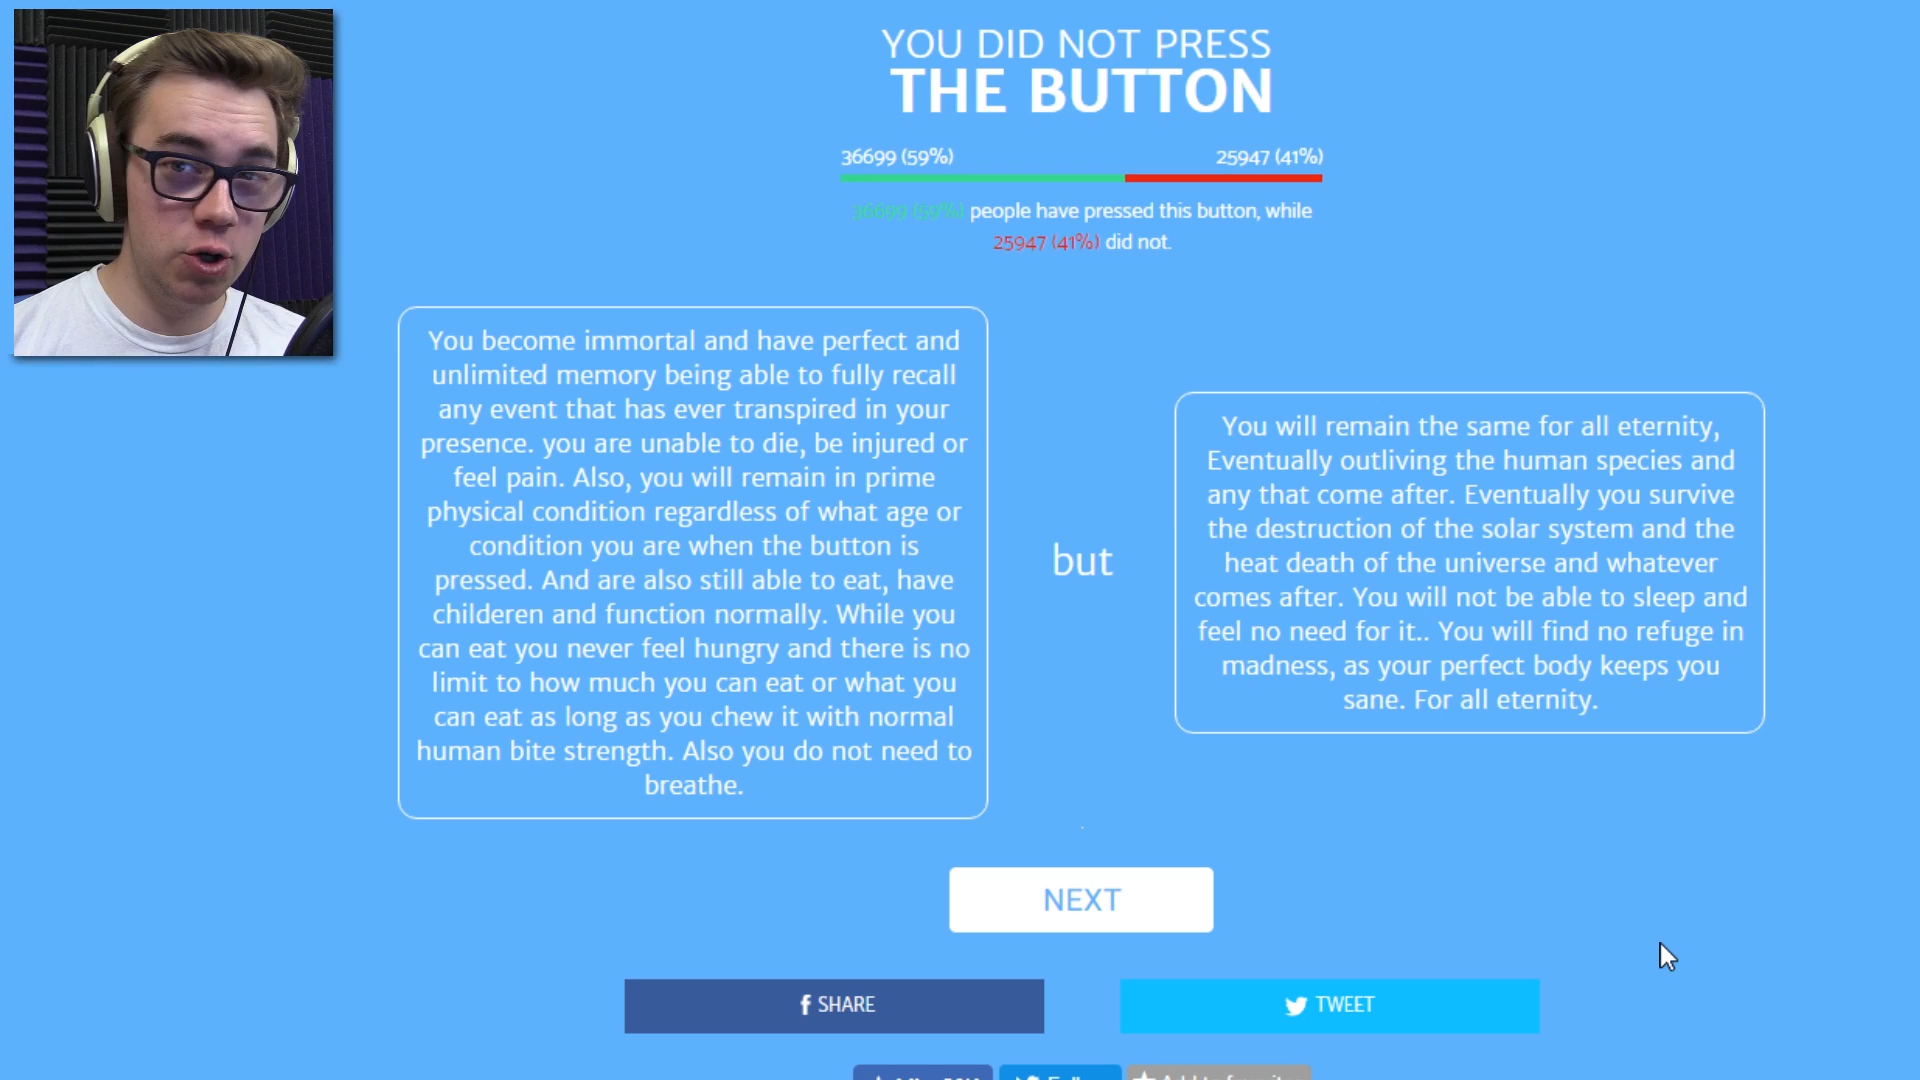 YOU DID NOT PRESS
THE BUTTON
36699 (59%)
25947 (41%)
36699 (59%) people have pressed this button, while
25947 (41%) did not.
You become immortal and have perfect and
unlimited memory being able to fully recall
any event that has ever transpired in your
presence. you are unable to die, be injured or
feel pain. Also, you will remain in prime
physical condition regardless of what age or
condition you are when the button is
pressed. And are also still able to eat, have
childeren and function normally. While you
can eat you never feel hungry and there is no
limit to how much you can eat or what you
can eat as long as you chew it with normal
human bite strength. Also you do not need to
breathe.
but
You will remain the same for all eternity,
Eventually outliving the human species and
any that come after. Eventually you survive
the destruction of the solar system and the
heat death of the universe and whatever
comes after. You will not be able to sleep and
feel no need for it.. You will find no refuge in
madness, as your perfect body keeps you
sane. For all eternity.
NEXT
SHARE
TWEET